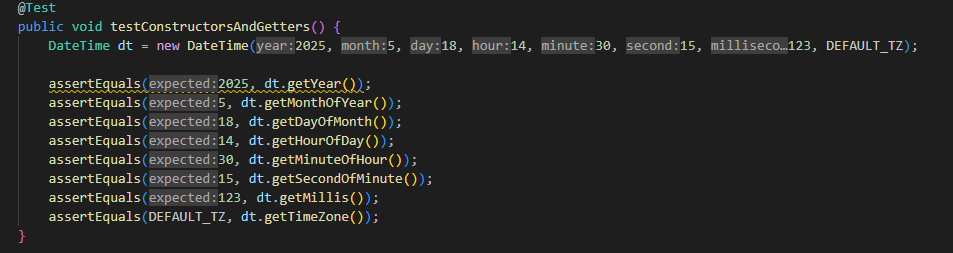 @Test
public void testConstructorsAndGetters() {
DateTime dt = new DateTime(year:2025, month:5, day:18, hour:14, minute:30, second:15, milliseco…123, DEFAULT_TZ);
assertEquals(expected:2025, dt.getYear());
assertEquals(expected:5, dt.getMonthOfYear());
assertEquals(expected:18, dt.getDayOfMonth());
assertEquals(expected:14, dt.getHourOfDay());
assertEquals(expected:30, dt.getMinuteOfHour());
assertEquals(expected:15, dt.getSecondOfMinute());
assertEquals(expected:123, dt.getMillis());
assertEquals(DEFAULT_TZ, dt.getTimeZone());
}